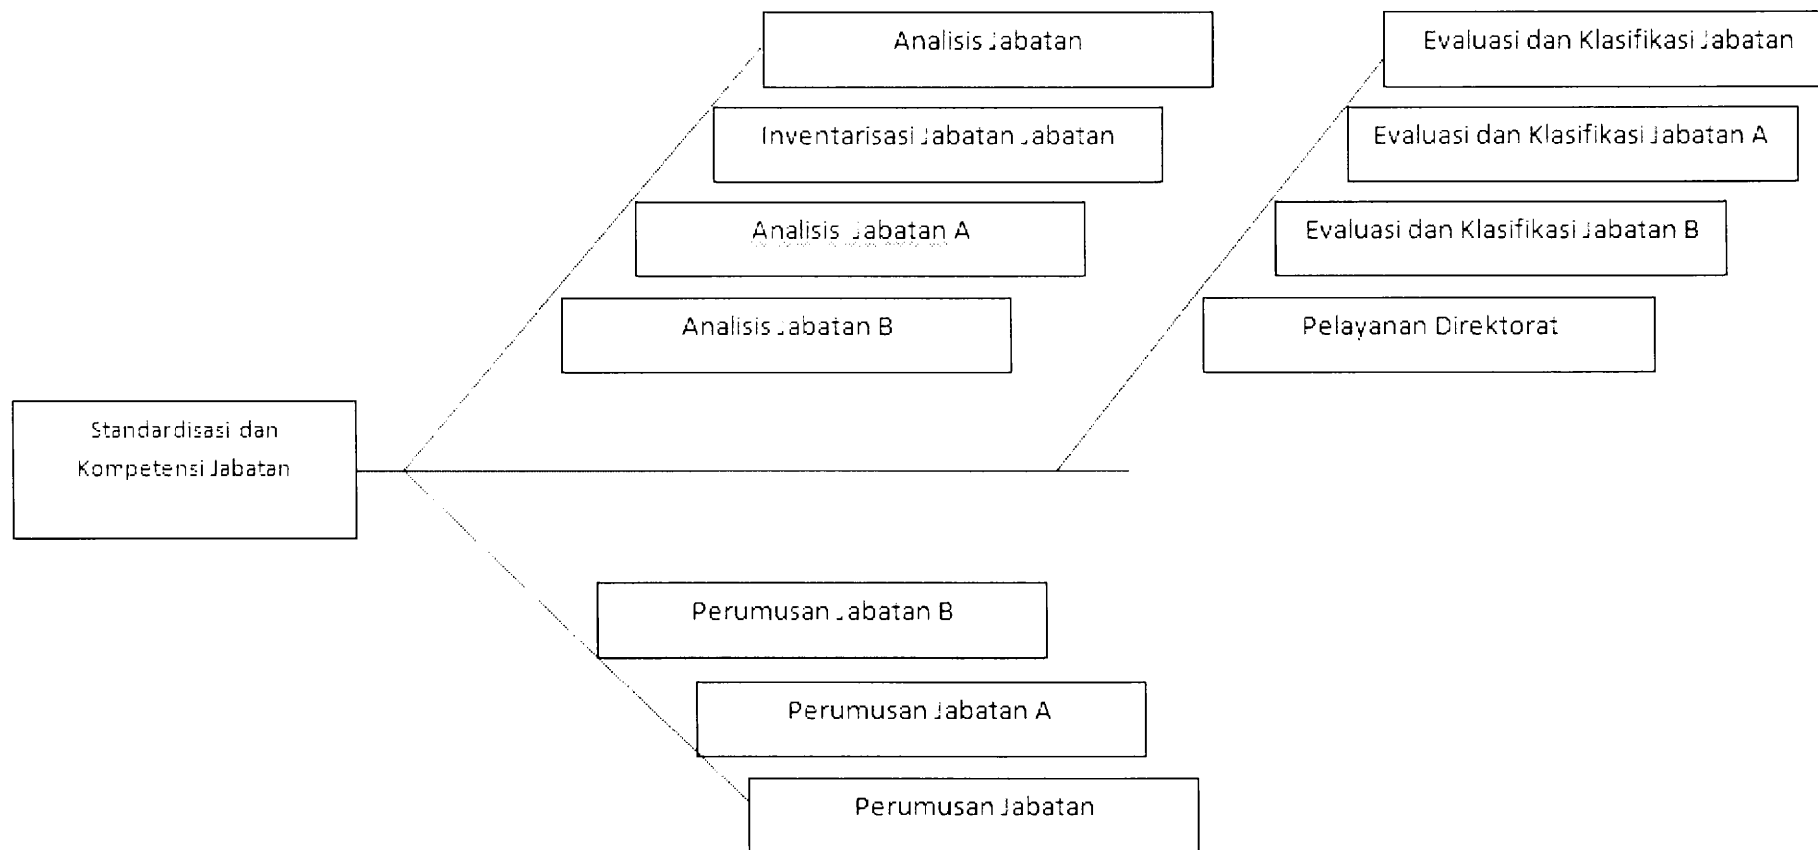 Analisis Jabatan
Evaluasi dan Klasifikasi Jabatan
Inventarisasi Jabatan Jabatan
Evaluasi dan Klasifikasi Jabatan A
Analisis Jabatan A
Evaluasi dan Klasifikasi Jabatan B
Analisis Jabatan B
Pelayanan Direktorat
Standardisasi dan
Kompetensi Jabatan
Perumusan Jabatan B
Perumusan Jabatan A
Perumusan Jabatan